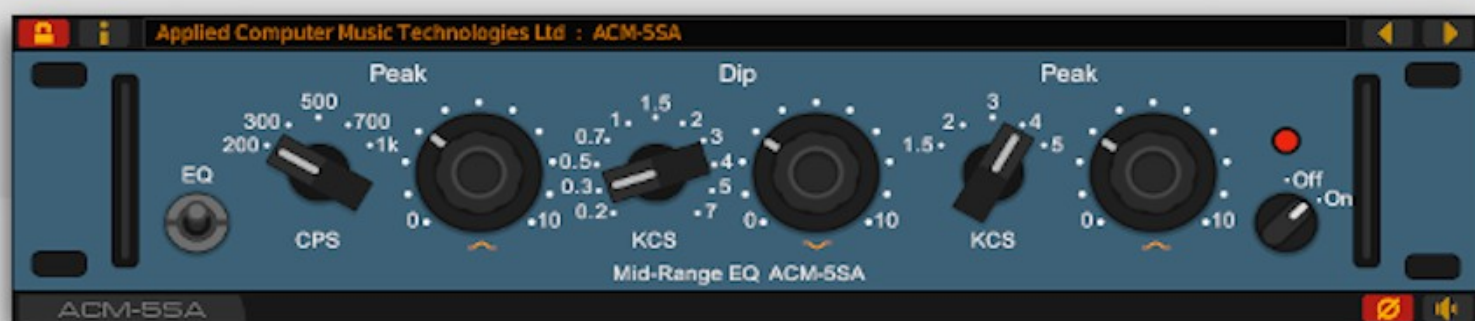 Applied Computer Music Technologies Ltd : ACM-5SA
Peak Dip Peak
200 300 500 700 1k
0 10
0.2 0.3 0.5 0.7 1 1.5 2 3 4 5 7
0 10
1.5 2 3 4 5
0 10
Off
On
EQ
CPS KCS KCS
Mid-Range EQ ACM-5SA
ACM-5SA